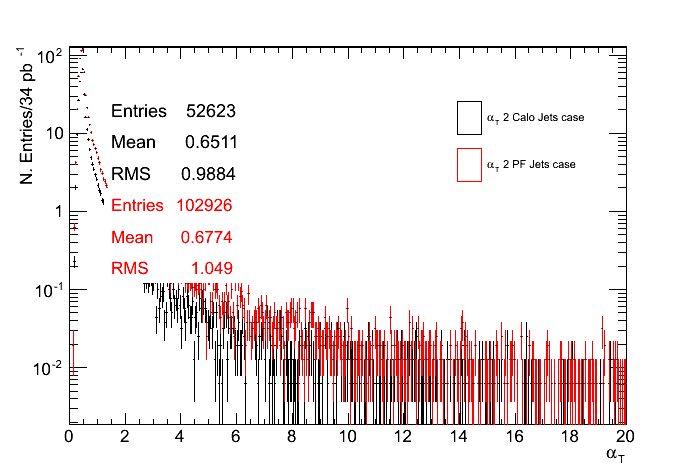 N. Entries/34 pb⁻¹
10²
10
1
10⁻¹
10⁻²
Entries 52623
Mean 0.6511
RMS 0.9884
Entries 102926
Mean 0.6774
RMS 1.049
α_T 2 Calo Jets case
α_T 2 PF Jets case
0 2 4 6 8 10 12 14 16 18 20
α_T